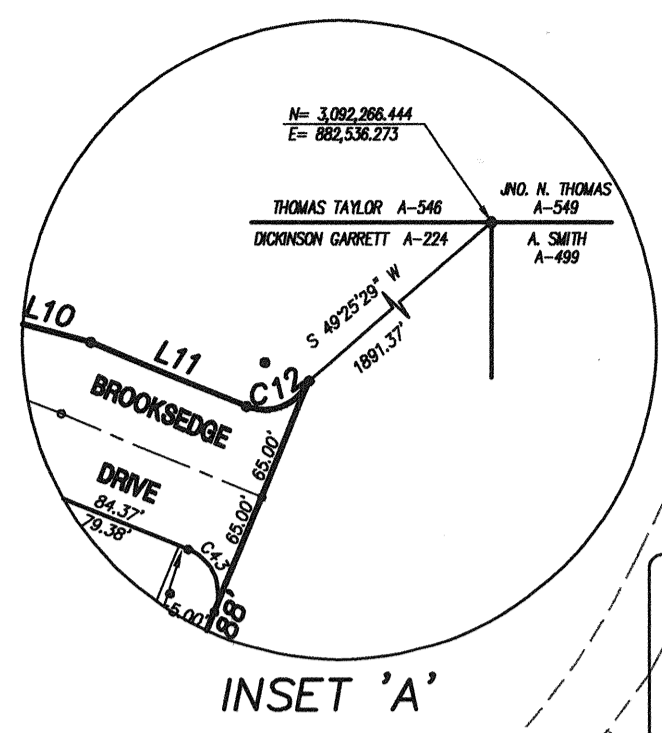 N= 3,092,266.444
E= 882,536.273
JNO. N. THOMAS
A-549
THOMAS TAYLOR A-546
DICKINSON GARRETT A-224
A. SMITH
A-499
S 49°25'29" W
1891.37'
L10
L11
C12
BROOKSEDGE
DRIVE
65.00'
65.00'
84.37'
79.38'
C43
5.00'
INSET 'A'